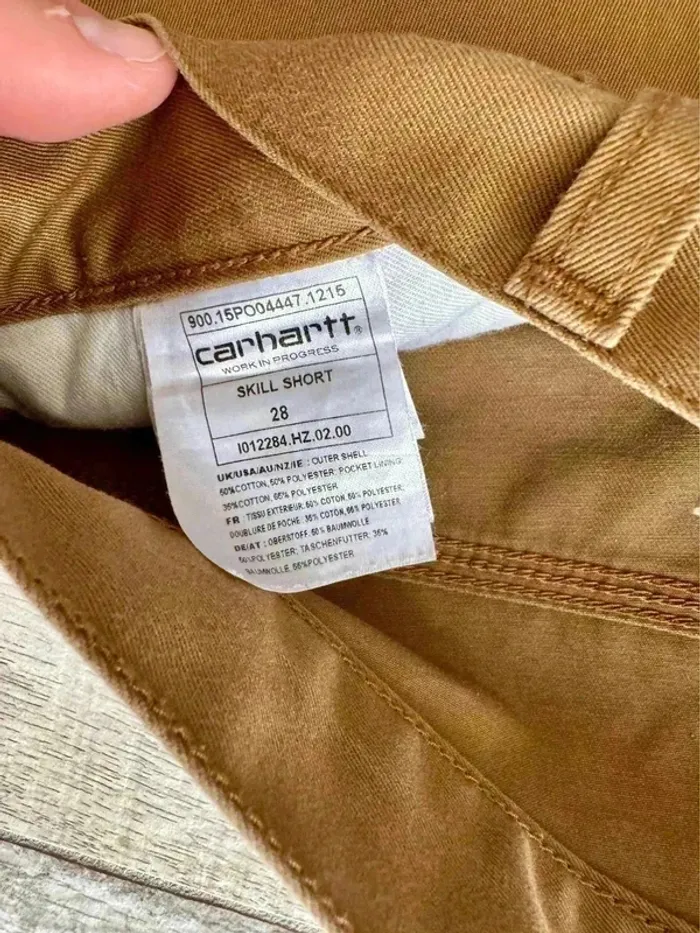 900.15PO04447.1215
carhartt®
WORK IN PROGRESS
SKILL SHORT
28
I012284.HZ.02.00
UK/USA/AU/NZ/IE : OUTER SHELL
50%COTTON, 50% POLYESTER; POCKET LINING:
35%COTTON, 65% POLYESTER
FR : TISSU EXTERIEUR: 50% COTON, 50% POLYESTER;
DOUBLURE DE POCHE: 35% COTON, 65% POLYESTER
DE/AT : OBERSTOFF: 50% BAUMWOLLE
50%POLYESTER; TASCHENFUTTER: 35%
BAUMWOLLE, 65%POLYESTER